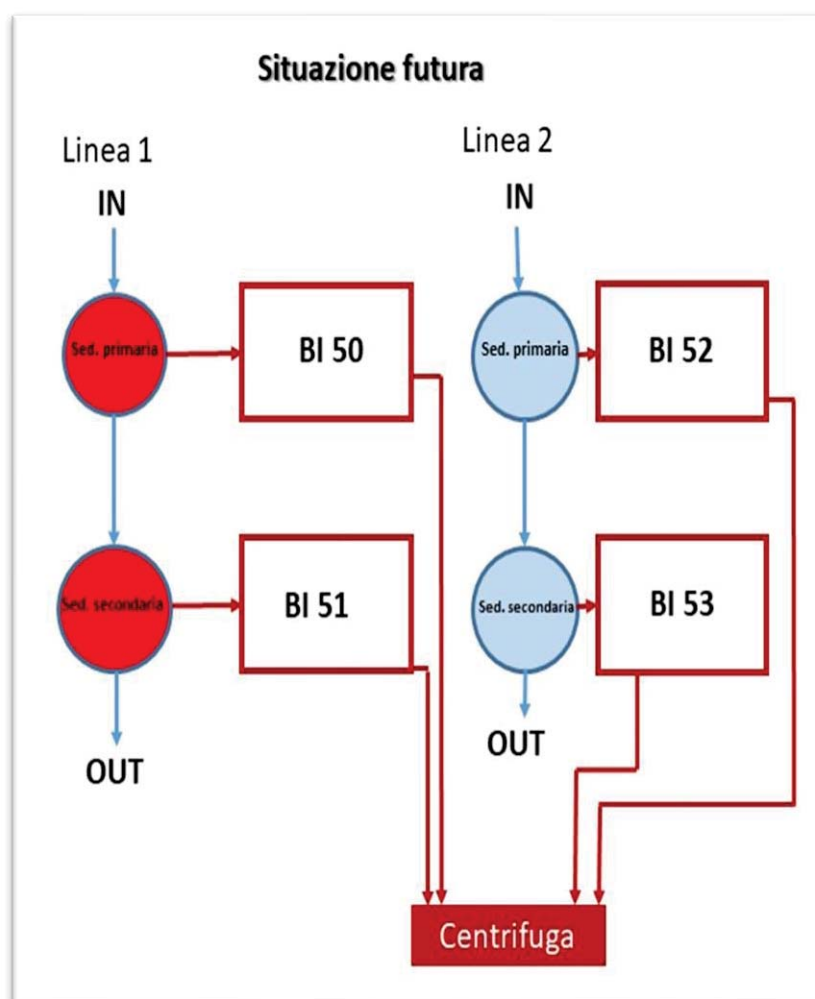 Situazione futura
Linea 1
Linea 2
IN
IN
Sed. primaria
BI 50
Sed. primaria
BI 52
Sed. secondaria
BI 51
Sed. secondaria
BI 53
OUT
OUT
Centrifuga